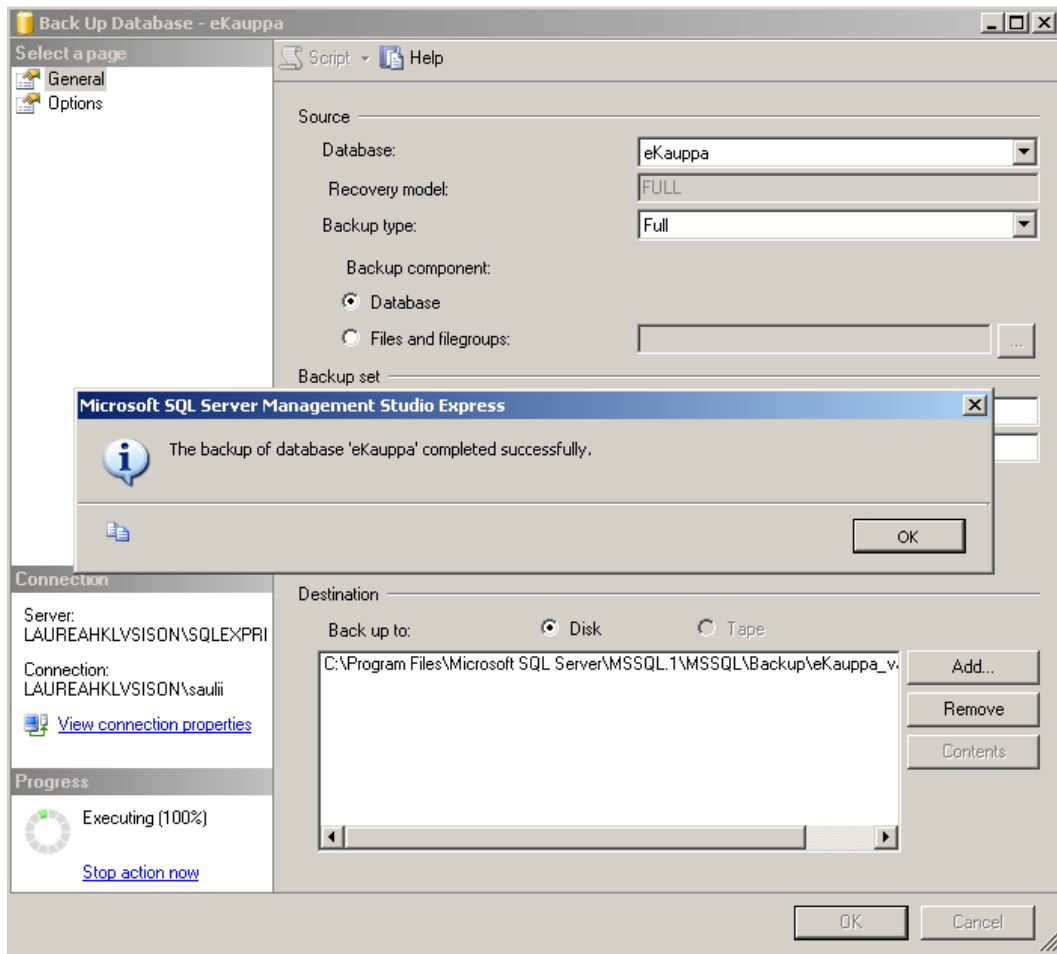 Back Up Database - eKauppa
Select a page
General
Options
Script
Help
Source
Database:
eKauppa
Recovery model:
FULL
Backup type:
Full
Backup component:
Database
Files and filegroups:
...
Backup set
Microsoft SQL Server Management Studio Express
The backup of database 'eKauppa' completed successfully.
OK
Connection
Server:
LAUREAHKLVSISON\SQLEXPRI
Connection:
LAUREAHKLVSISON\saulii
View connection properties
Progress
Executing (100%)
Stop action now
Destination
Back up to:
Disk
Tape
C:\Program Files\Microsoft SQL Server\MSSQL.1\MSSQL\Backup\eKauppa_v
Add...
Remove
Contents
OK
Cancel